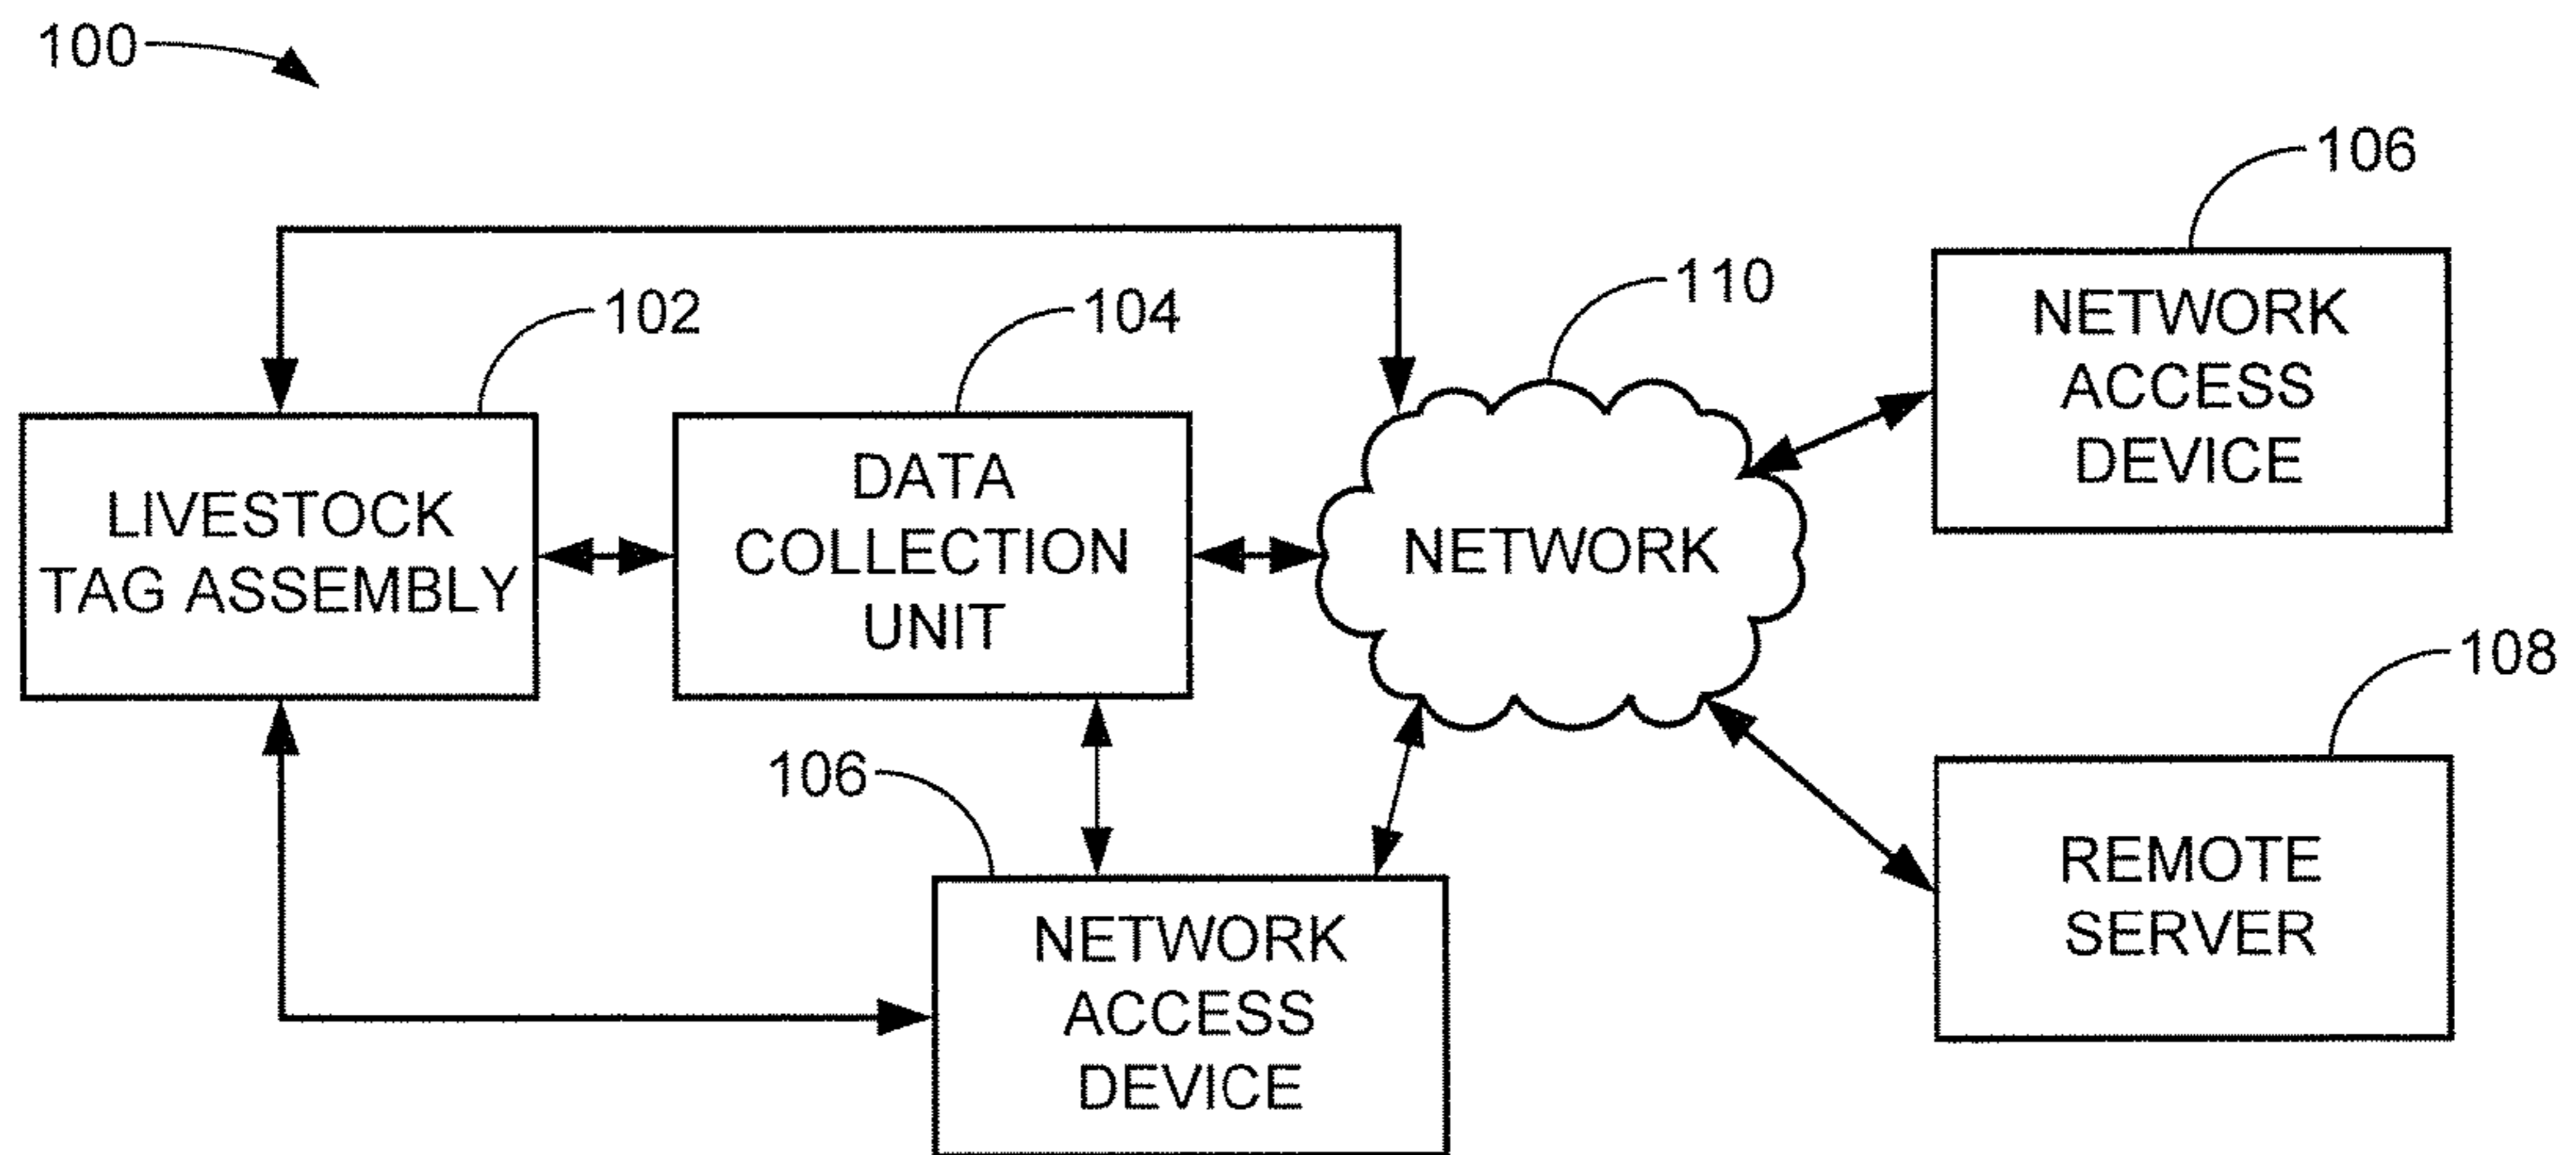 100
106
102
104
110
NETWORK
ACCESS
DEVICE
LIVESTOCK
TAG ASSEMBLY
DATA
COLLECTION
UNIT
NETWORK
108
106
REMOTE
SERVER
NETWORK
ACCESS
DEVICE